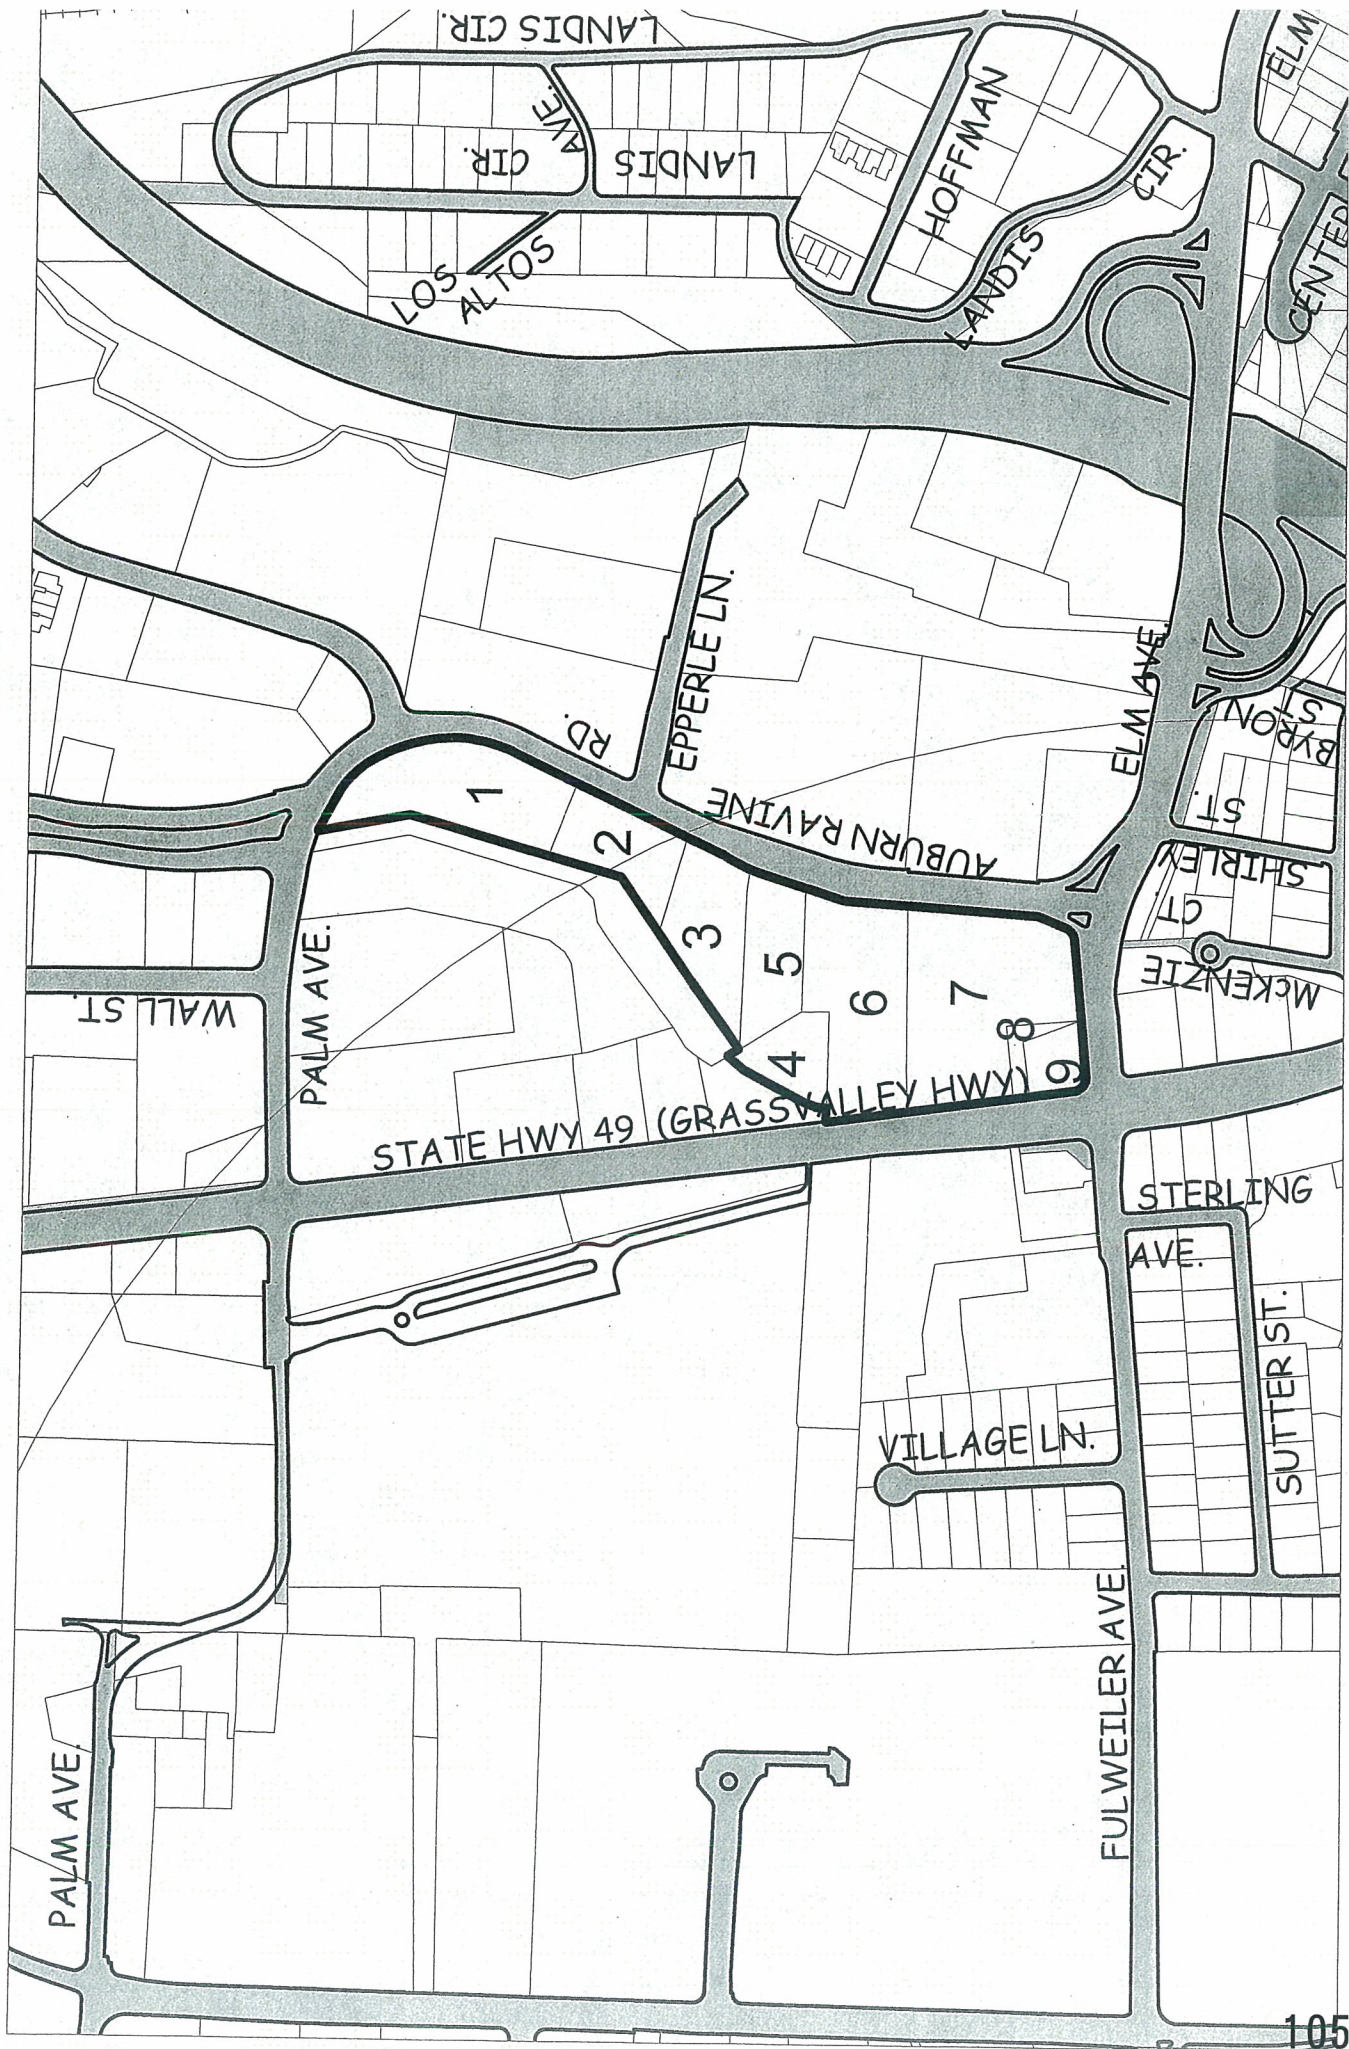 LANDIS CIR.
ELM
AVE.
CIR.
LANDIS
HOFFMAN
CIR.
CENTER
LOS
ALTOS
LANDIS
EPPERLE LN.
RD.
ELM AVE.
BYRON
ST.
AUBURN RAVINE
ST.
SHIRLEY
1
2
3
4
5
6
7
8
9
CT.
McKENZIE
WALL ST.
PALM AVE.
STATE HWY 49 (GRASSVALLEY HWY)
STERLING
AVE.
SUTTER ST.
VILLAGE LN.
FULWEILER AVE.
PALM AVE.
105